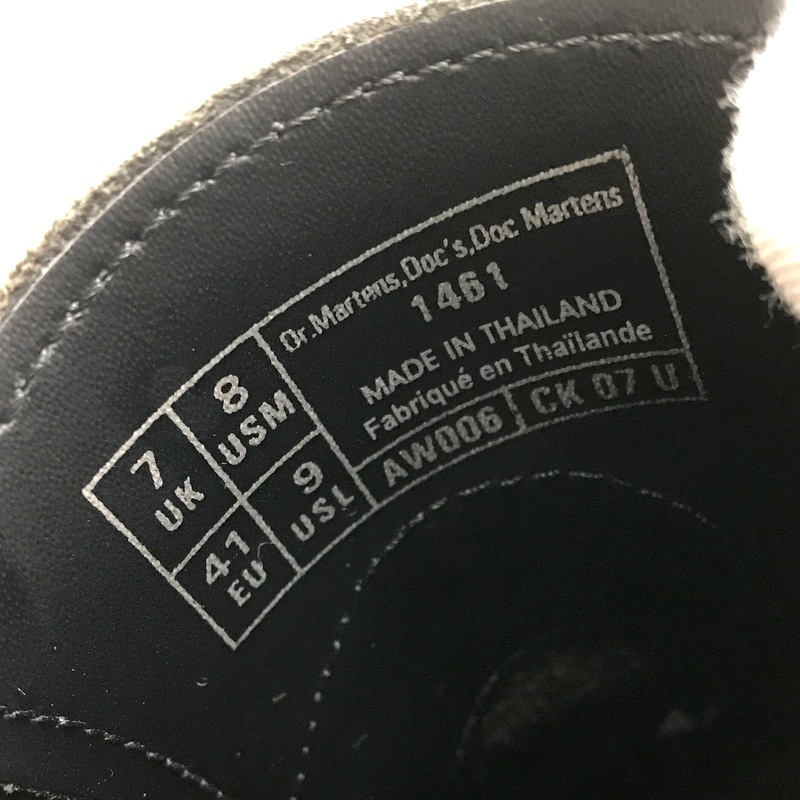 Dr.Martens,Doc's,Doc Martens
1461
MADE IN THAILAND
Fabriqué en Thaïlande
AW006 CK 07 U
7 UK
8 USM
41 EU
9 USL